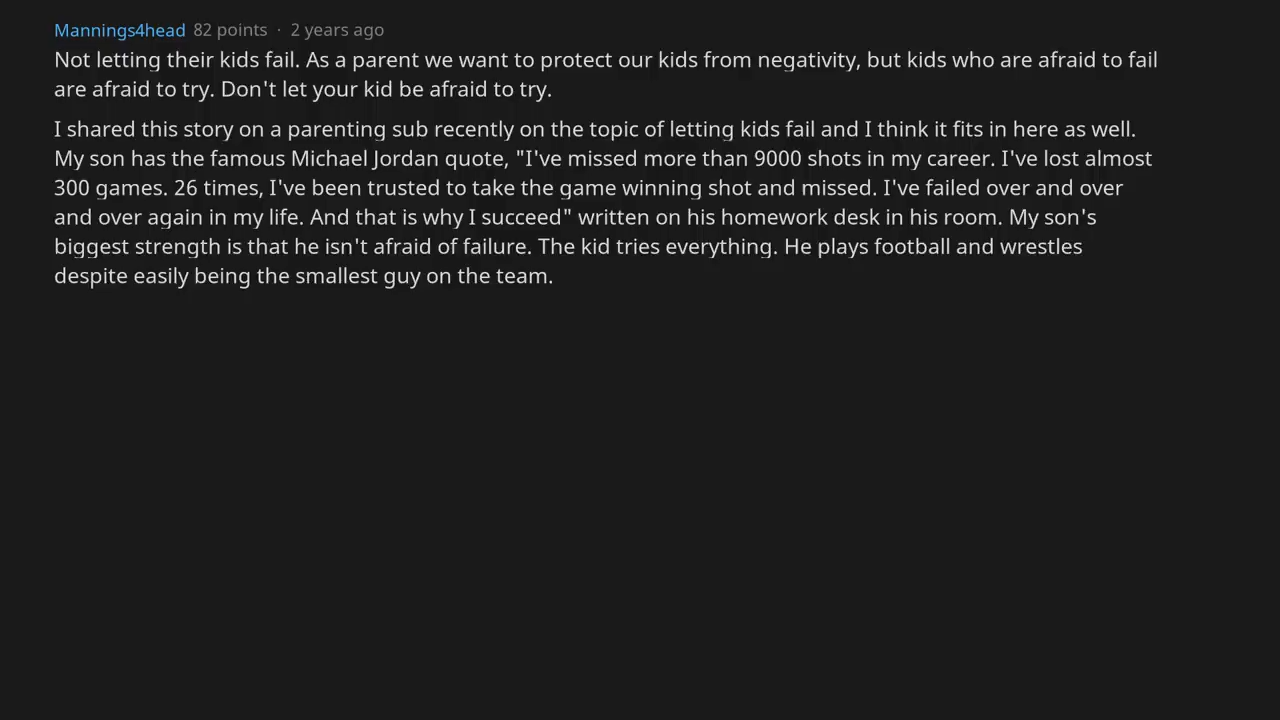 Mannings4head 82 points · 2 years ago
Not letting their kids fail. As a parent we want to protect our kids from negativity, but kids who are afraid to fail
are afraid to try. Don't let your kid be afraid to try.
I shared this story on a parenting sub recently on the topic of letting kids fail and I think it fits in here as well.
My son has the famous Michael Jordan quote, "I've missed more than 9000 shots in my career. I've lost almost
300 games. 26 times, I've been trusted to take the game winning shot and missed. I've failed over and over
and over again in my life. And that is why I succeed" written on his homework desk in his room. My son's
biggest strength is that he isn't afraid of failure. The kid tries everything. He plays football and wrestles
despite easily being the smallest guy on the team.